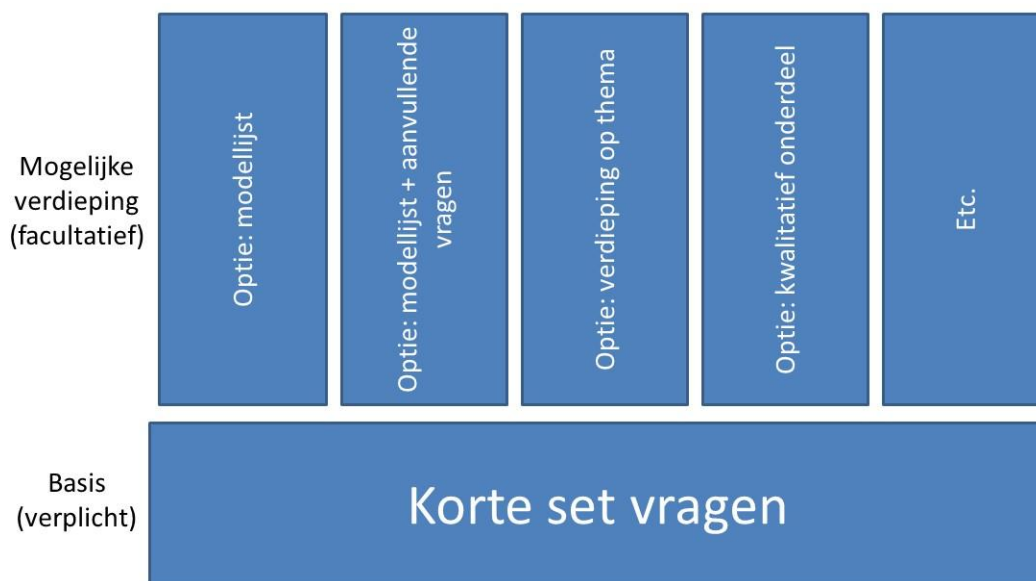 Mogelijke
verdieping
(facultatief)
Optie: modellijst
Optie: modellijst + aanvullende
vragen
Optie: verdieping op thema
Optie: kwalitatief onderdeel
Etc.
Basis
(verplicht)
Korte set vragen